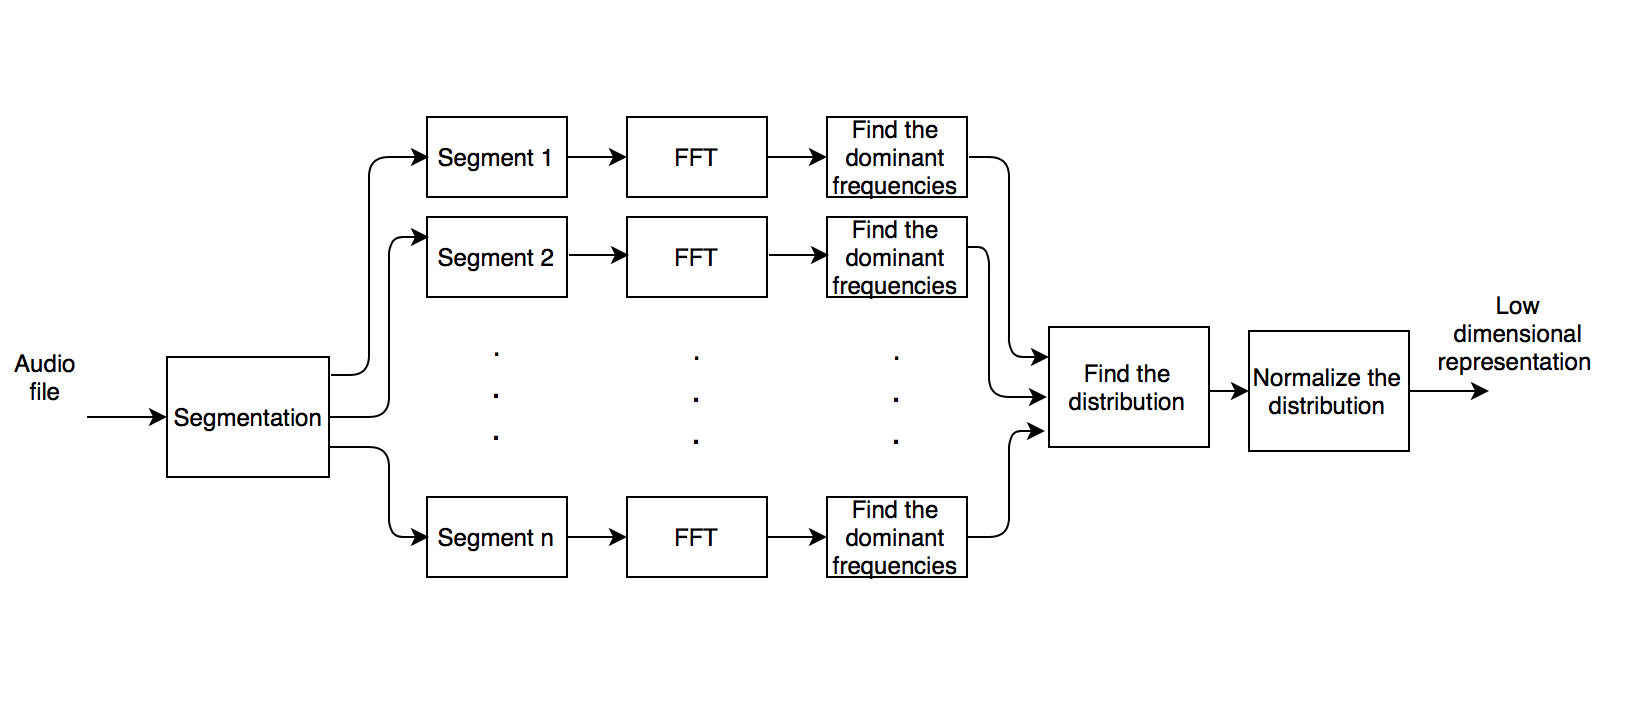 Audio
file
Segmentation
Segment 1
FFT
Find the
dominant
frequencies
Segment 2
FFT
Find the
dominant
frequencies
.
.
.
.
.
.
.
.
.
Segment n
FFT
Find the
dominant
frequencies
Find the
distribution
Normalize the
distribution
Low
dimensional
representation